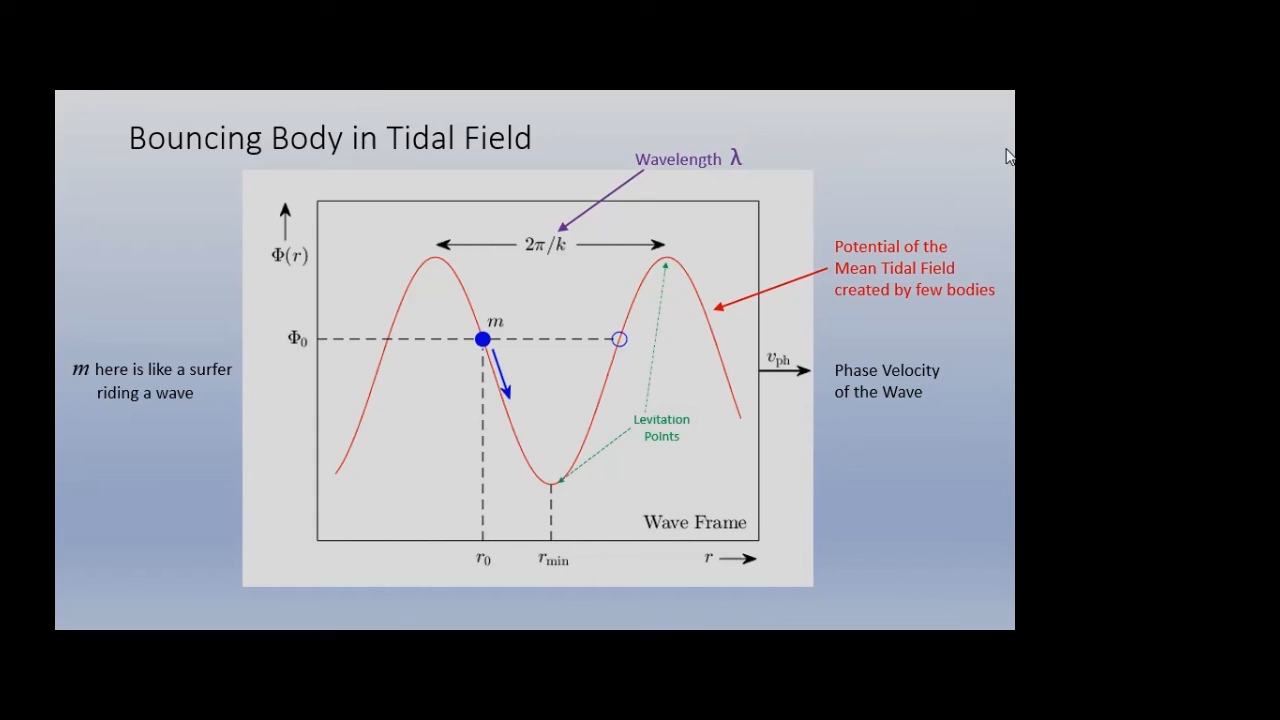 Bouncing Body in Tidal Field
Wavelength λ
2π/k
Φ(r)
Potential of the
Mean Tidal Field
created by few bodies
m
Φ0
vph
m here is like a surfer
riding a wave
Phase Velocity
of the Wave
Levitation
Points
Wave Frame
r0
rmin
r